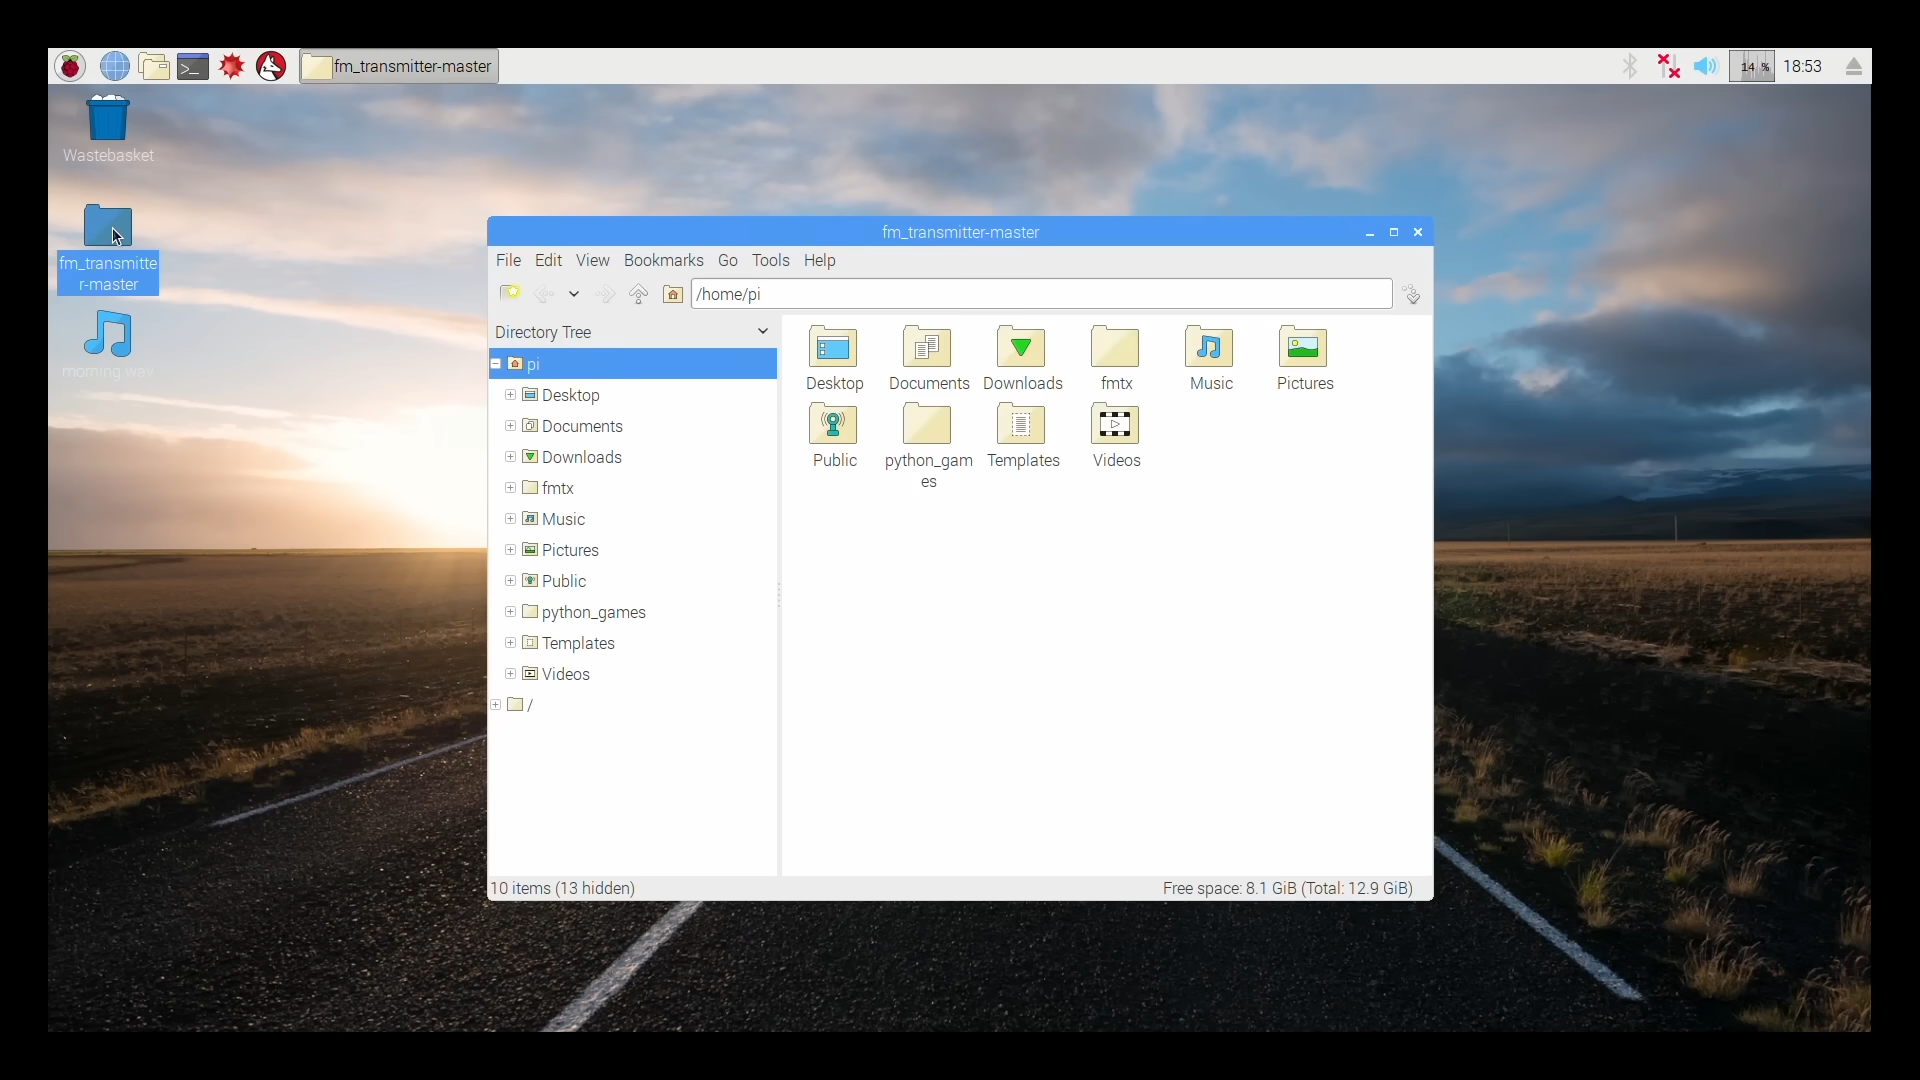 fm_transmitter-master
14 %
18:53
Wastebasket
fm_transmitte
r-master
morning.wav
fm_transmitter-master
File Edit View Bookmarks Go Tools Help
/home/pi
Directory Tree
pi
Desktop
Documents
Downloads
fmtx
Music
Pictures
Public
python_games
Templates
Videos
/
Desktop Documents Downloads fmtx Music Pictures
Public python_gam Templates Videos
es
10 items (13 hidden)
Free space: 8.1 GiB (Total: 12.9 GiB)